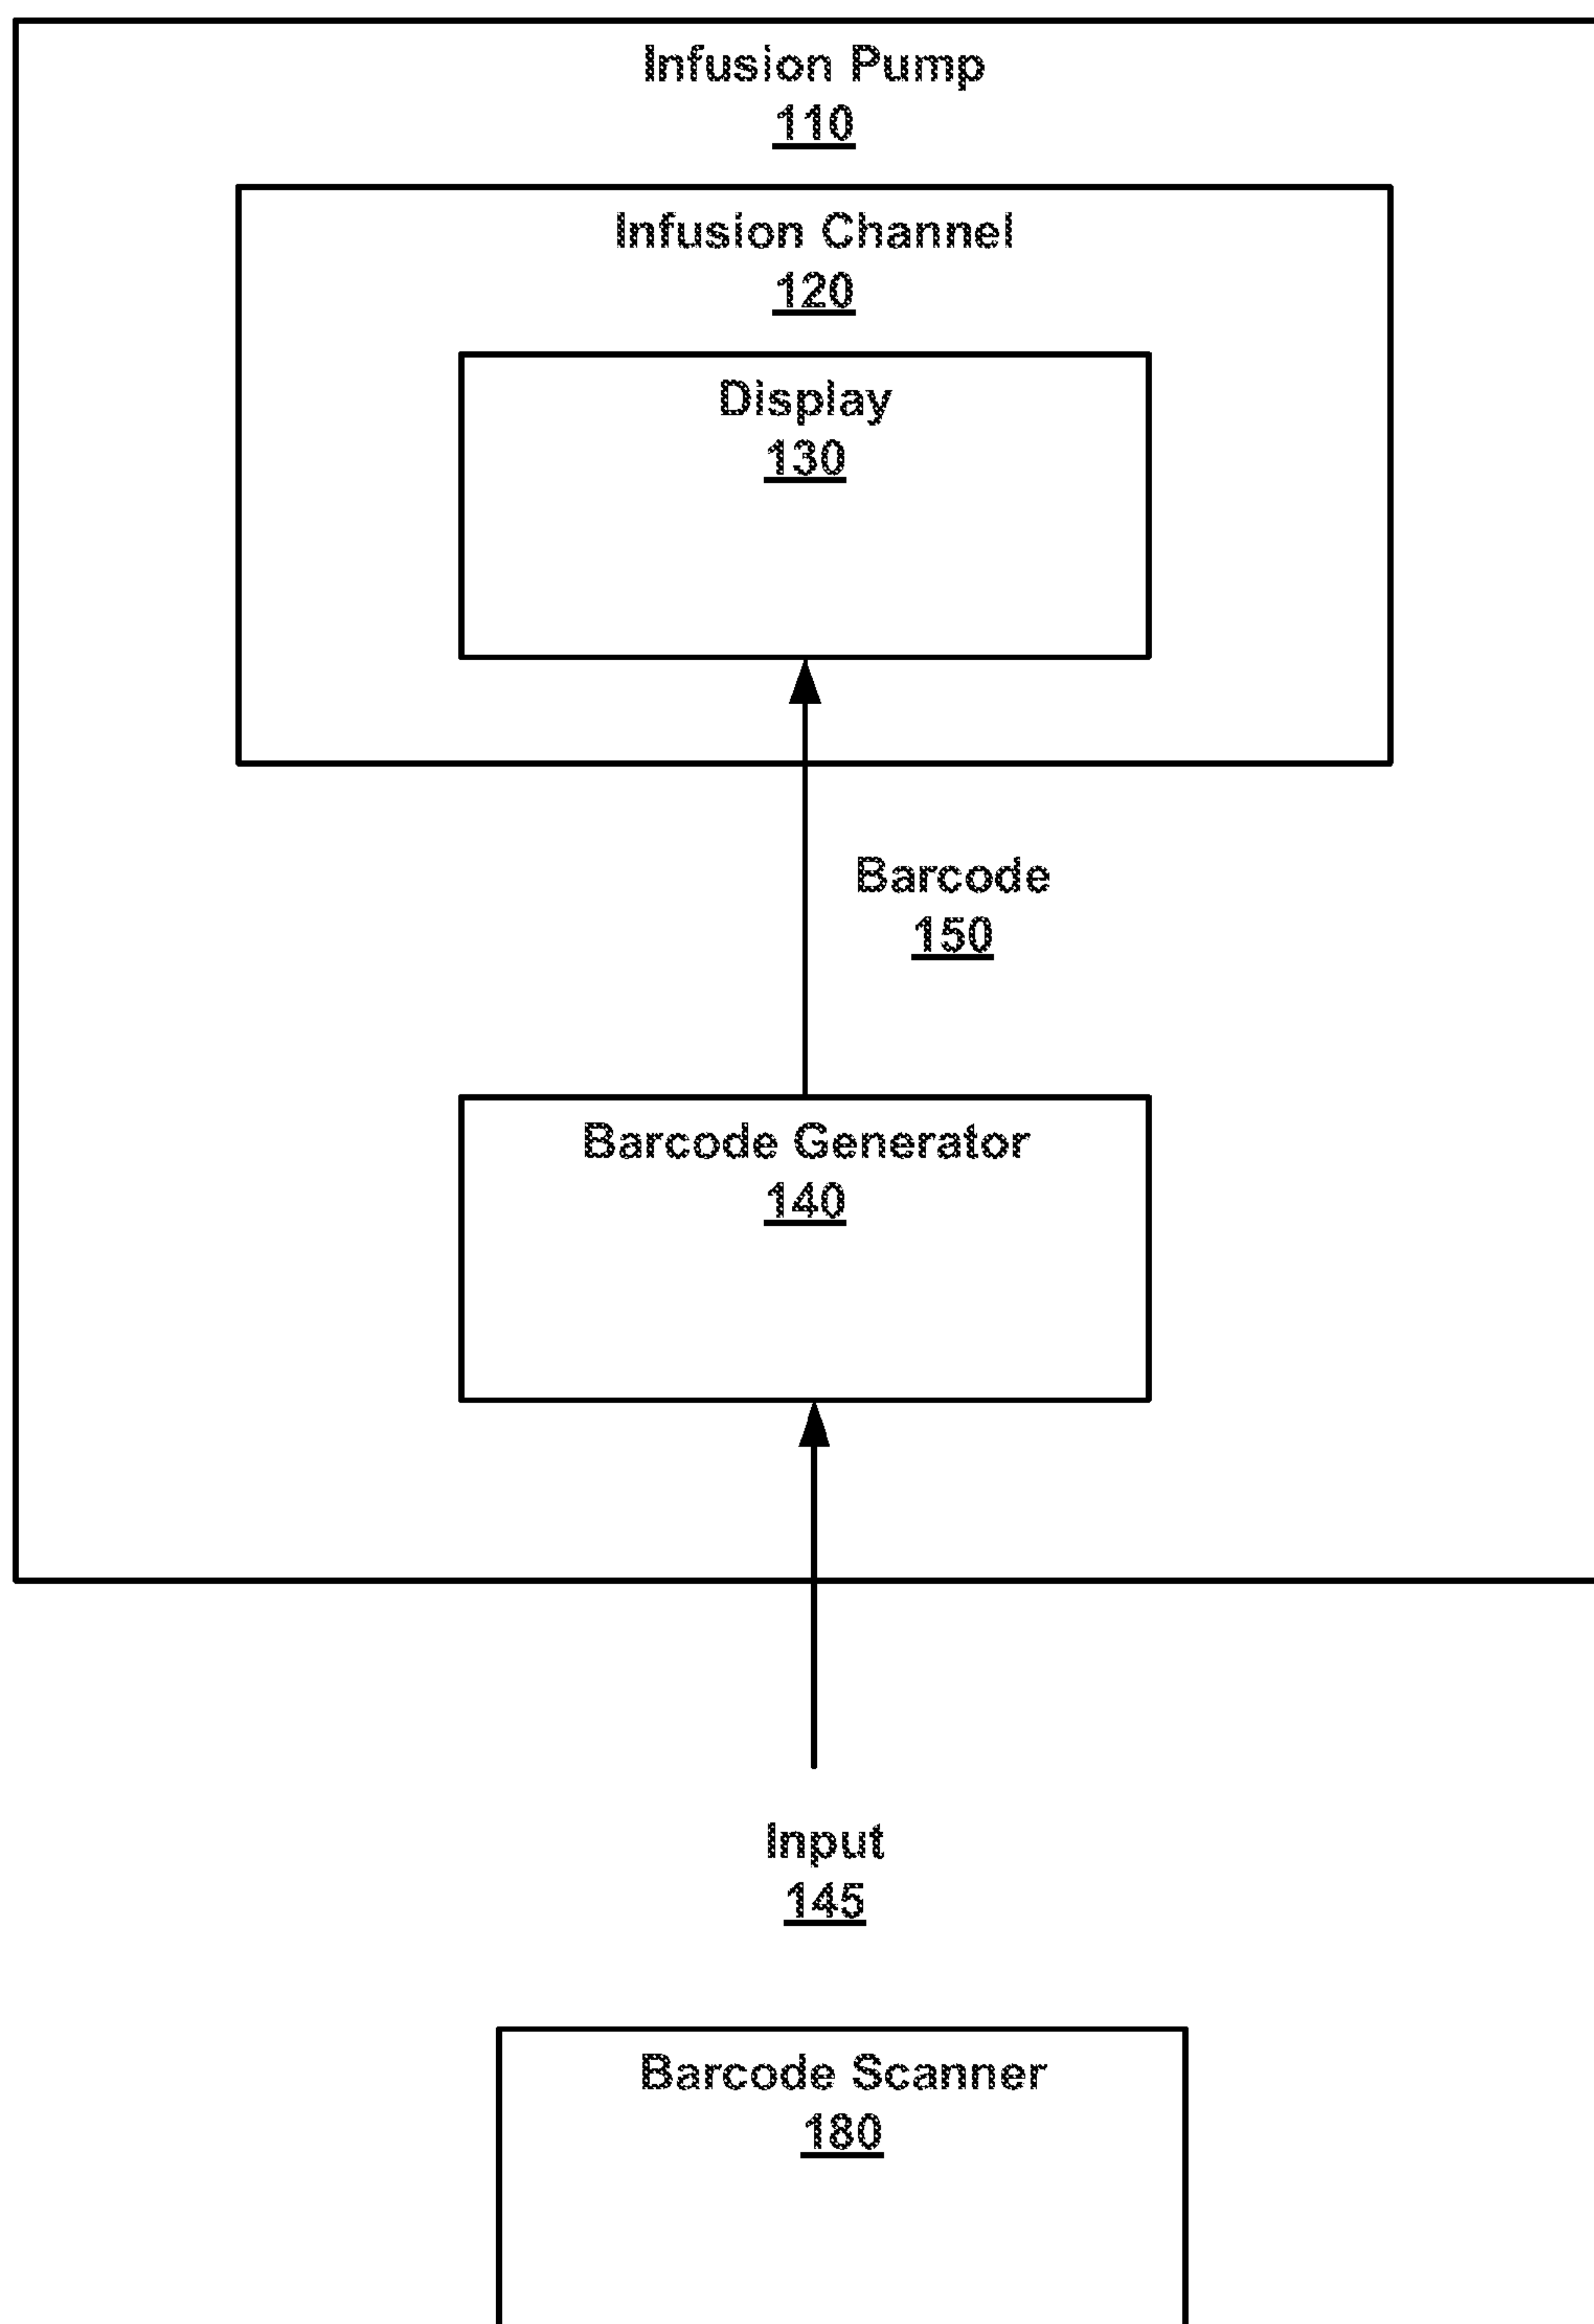 Infusion Pump
110
Infusion Channel
120
Display
130
Barcode
150
Barcode Generator
140
Input
145
Barcode Scanner
180